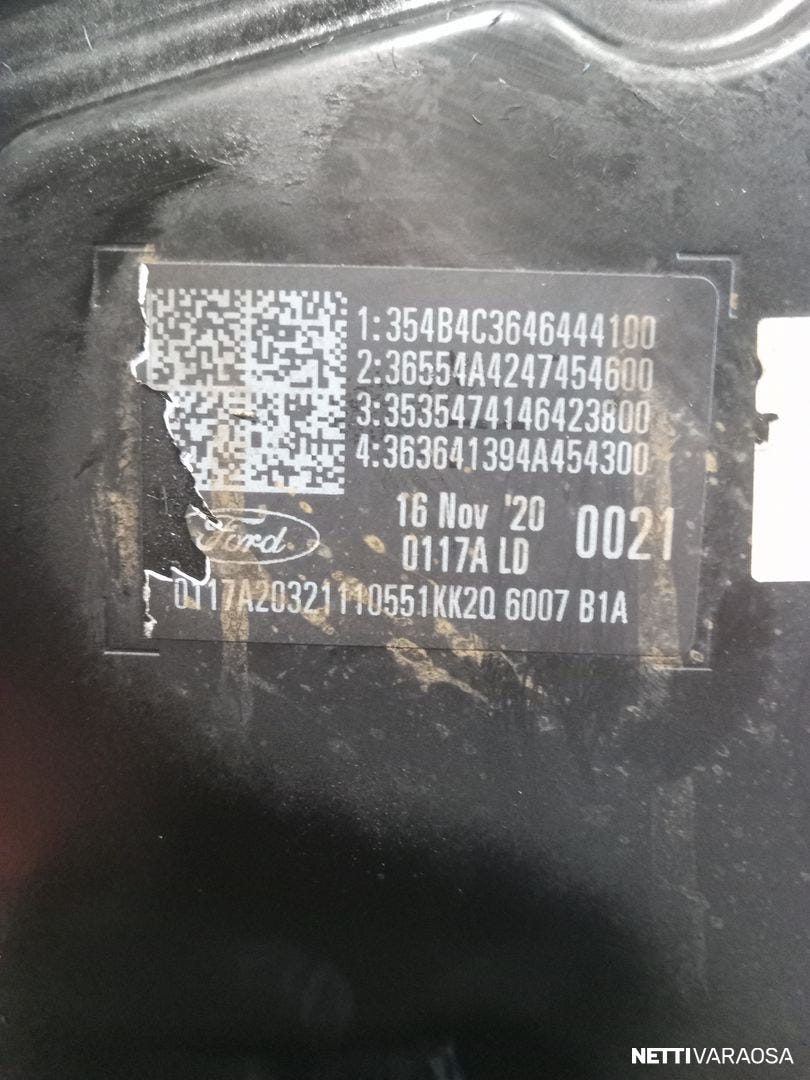 1:354B4C3646444100
2:36554A4247454600
3:3535474146423800
4:363641394A454300
Ford
16 Nov '20
0117A LD
0021
0117A20321110551KK2Q 6007 B1A
NETTIVARAOSA